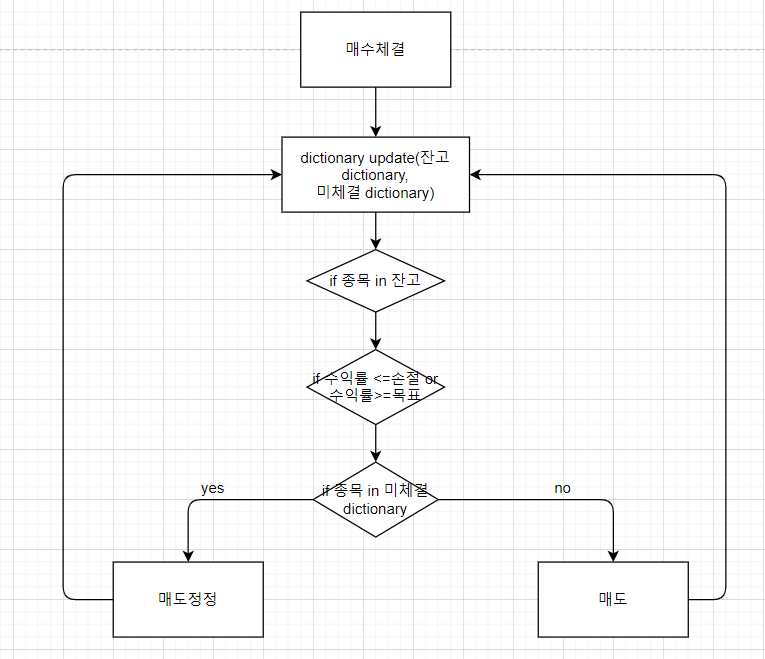 매수체결
dictionary update(잔고
dictionary,
미체결 dictionary)
if 종목 in 잔고
if 수익률 <=손절 or
수익률>=목표
if 종목 in 미체결
dictionary
yes
no
매도정정
매도